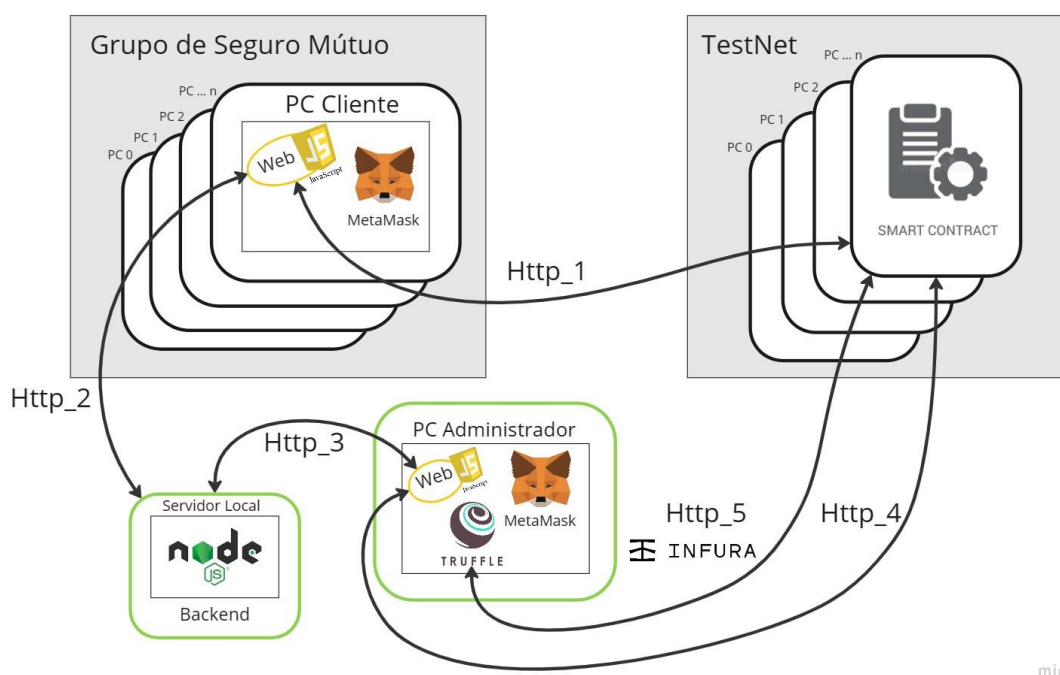 Grupo de Seguro Mútuo
TestNet
PC ... n
PC 2
PC 1
PC 0
PC Cliente
Web
JS
JavaScript
MetaMask
PC ... n
PC 2
PC 1
PC 0
SMART CONTRACT
Http_1
Http_2
Http_3
PC Administrador
Web
JS
JavaScript
MetaMask
TRUFFLE
Http_5
Http_4
INFURA
Servidor Local
node
JS
Backend